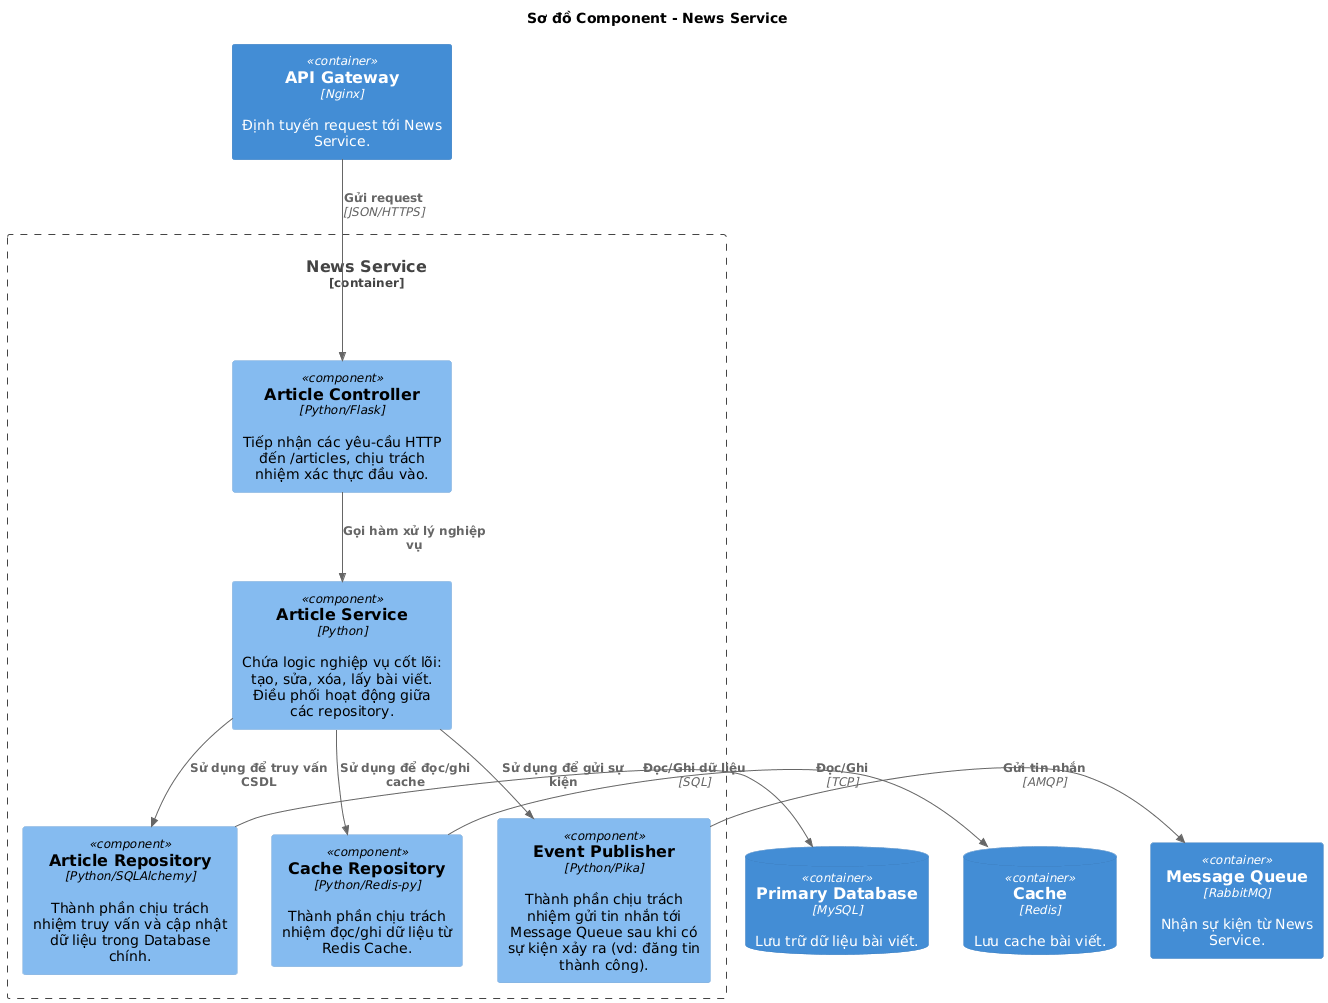 Sơ đồ Component - News Service
«container»
API Gateway
[Nginx]
Định tuyến request tới News
Service.
Gửi request
[JSON/HTTPS]
News Service
[container]
«component»
Article Controller
[Python/Flask]
Tiếp nhận các yêu-cầu HTTP
đến /articles, chịu trách
nhiệm xác thực đầu vào.
Gọi hàm xử lý nghiệp
vụ
«component»
Article Service
[Python]
Chứa logic nghiệp vụ cốt lõi:
tạo, sửa, xóa, lấy bài viết.
Điều phối hoạt động giữa
các repository.
Sử dụng để truy vấn
CSDL
Sử dụng để đọc/ghi
cache
Sử dụng để gửi sự
kiện
Đọc/Ghi dữ liệu
[SQL]
Đọc/Ghi
[TCP]
Gửi tin nhắn
[AMQP]
«component»
Article Repository
[Python/SQLAlchemy]
Thành phần chịu trách
nhiệm truy vấn và cập nhật
dữ liệu trong Database
chính.
«component»
Cache Repository
[Python/Redis-py]
Thành phần chịu trách
nhiệm đọc/ghi dữ liệu từ
Redis Cache.
«component»
Event Publisher
[Python/Pika]
Thành phần chịu trách
nhiệm gửi tin nhắn tới
Message Queue sau khi có
sự kiện xảy ra (vd: đăng tin
thành công).
«container»
Primary Database
[MySQL]
Lưu trữ dữ liệu bài viết.
«container»
Cache
[Redis]
Lưu cache bài viết.
«container»
Message Queue
[RabbitMQ]
Nhận sự kiện từ News
Service.